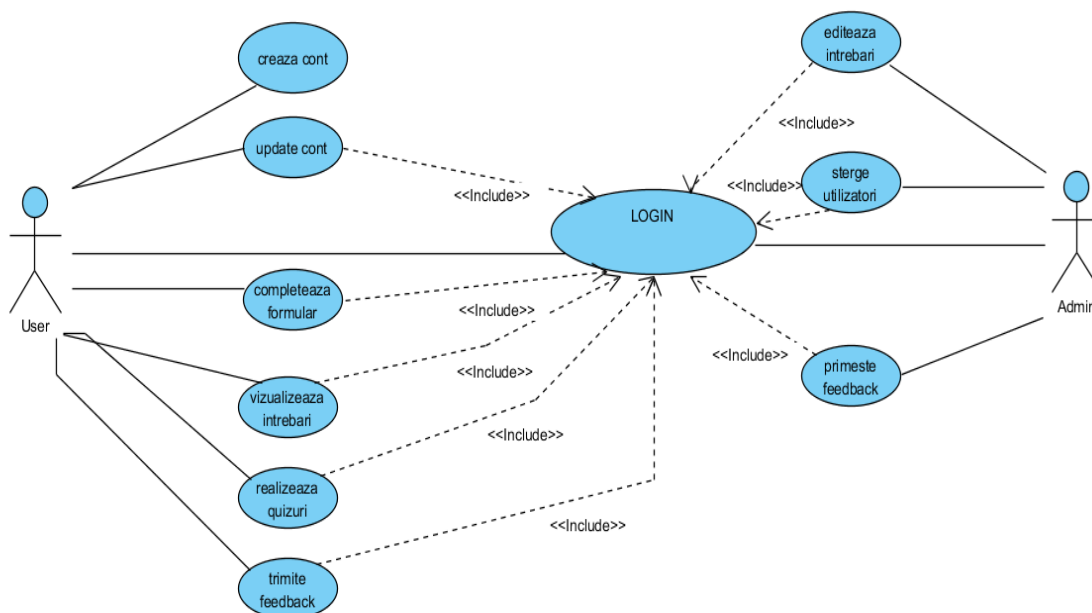 creaza cont
editeaza
intrebari
<<Include>>
update cont
sterge
utilizatori
<<Include>>
<<Include>>
LOGIN
completeaza
formular
<<Include>>
User
Admin
<<Include>>
<<Include>>
primeste
feedback
vizualizeaza
intrebari
<<Include>>
realizeaza
quizuri
<<Include>>
trimite
feedback